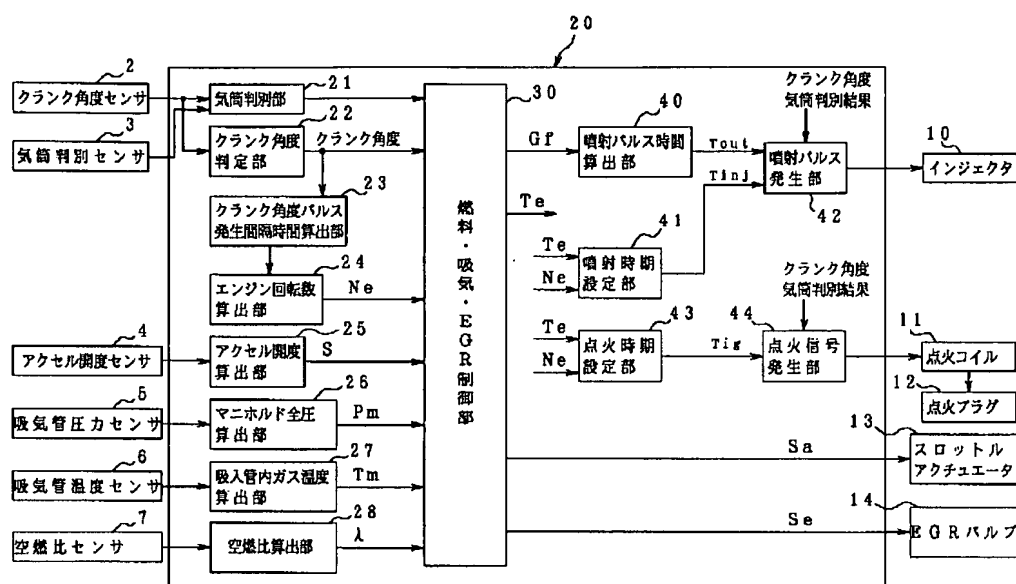 20
2
クランク角度センサ
3
気筒判別センサ
21
気筒判別部
22
クランク角度
判定部
クランク角度
23
クランク角度パルス
発生間隔時間算出部
24
エンジン回転数
算出部
Ne
4
アクセル開度センサ
25
アクセル開度
算出部
S
5
吸気管圧力センサ
26
マニホルド全圧
算出部
Pm
6
吸気管温度センサ
27
吸入管内ガス温度
算出部
Tm
7
空燃比センサ
28
空燃比算出部
λ
30
燃料・吸気・EGR制御部
Gf
40
噴射パルス時間
算出部
Tout
Tinj
クランク角度
気筒判別結果
噴射パルス
発生部
42
10
インジェクタ
Te
41
Te
Ne
噴射時期
設定部
43
Te
Ne
点火時期
設定部
Tig
クランク角度
気筒判別結果
44
点火信号
発生部
11
点火コイル
12
点火プラグ
13
Sa
スロットル
アクチュエータ
14
Se
EGRバルブ